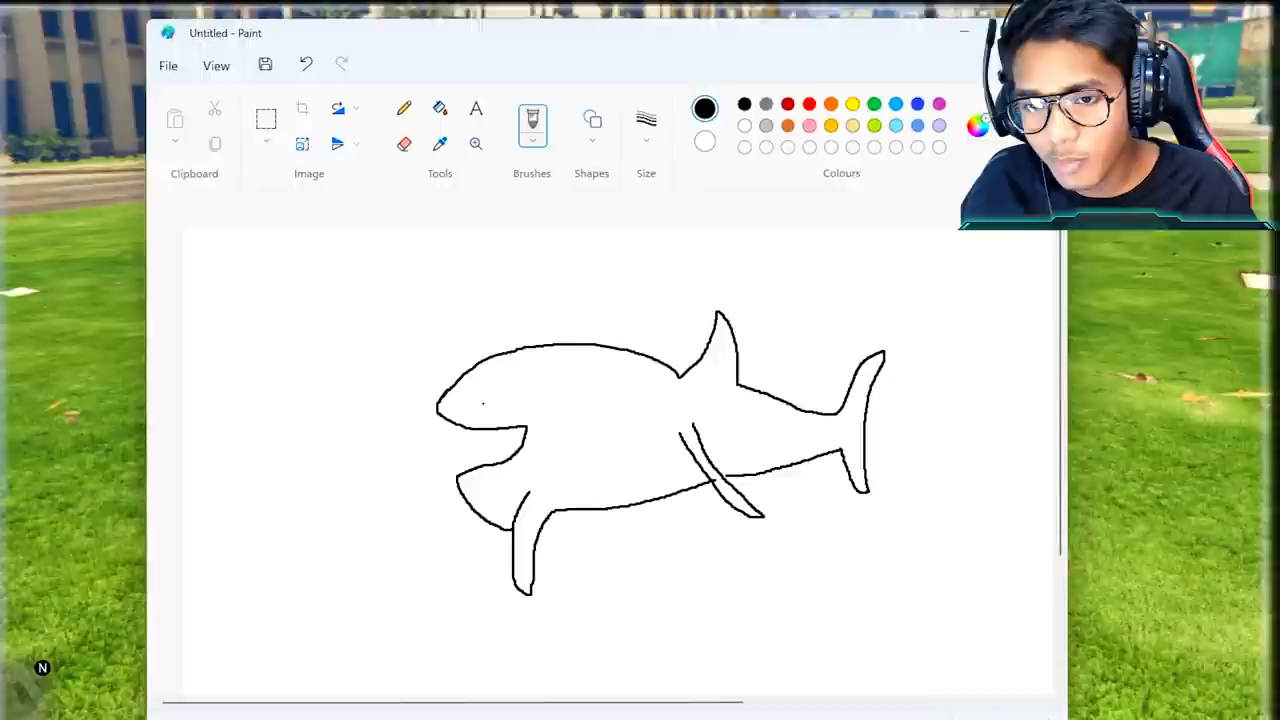 Untitled - Paint
File View
Clipboard Image Tools Brushes Shapes Size Colours
N